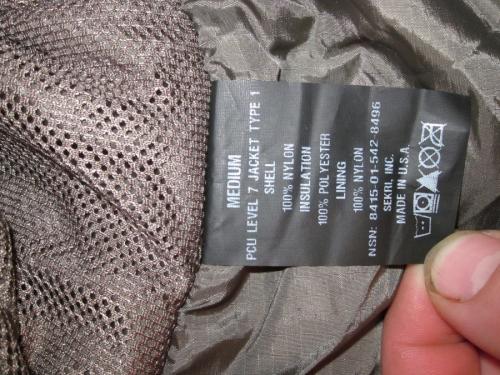 MEDIUM
PCU LEVEL 7 JACKET TYPE 1
SHELL
100% NYLON
INSULATION
100% POLYESTER
LINING
100% NYLON
NSN: 8415-01-542-8496
SEKRI, INC.
MADE IN U.S.A.